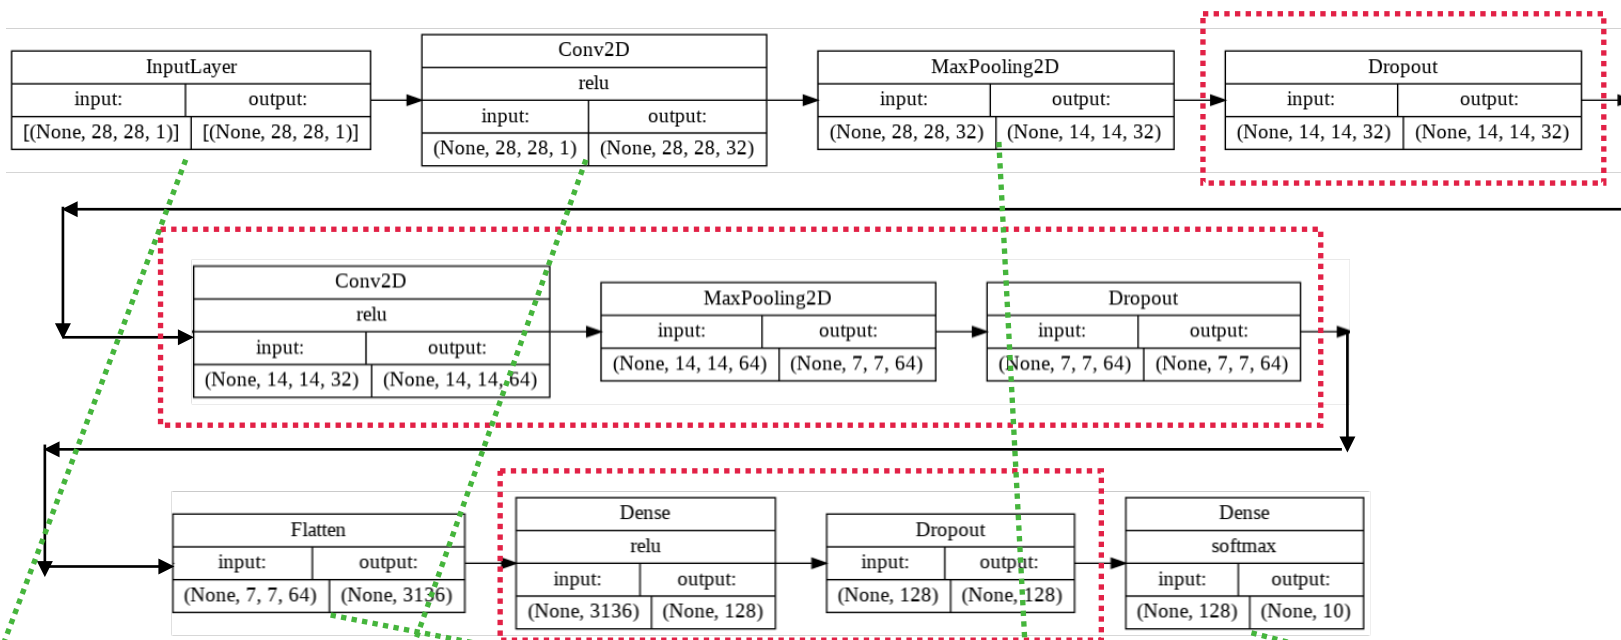 InputLayer
input: output:
[(None, 28, 28, 1)] [(None, 28, 28, 1)]
Conv2D
relu
input: output:
(None, 28, 28, 1) (None, 28, 28, 32)
MaxPooling2D
input: output:
(None, 28, 28, 32) (None, 14, 14, 32)
Dropout
input: output:
(None, 14, 14, 32) (None, 14, 14, 32)
Conv2D
relu
input: output:
(None, 14, 14, 32) (None, 14, 14, 64)
MaxPooling2D
input: output:
(None, 14, 14, 64) (None, 7, 7, 64)
Dropout
input: output:
(None, 7, 7, 64) (None, 7, 7, 64)
Flatten
input: output:
(None, 7, 7, 64) (None, 3136)
Dense
relu
input: output:
(None, 3136) (None, 128)
Dropout
input: output:
(None, 128) (None, 128)
Dense
softmax
input: output:
(None, 128) (None, 10)